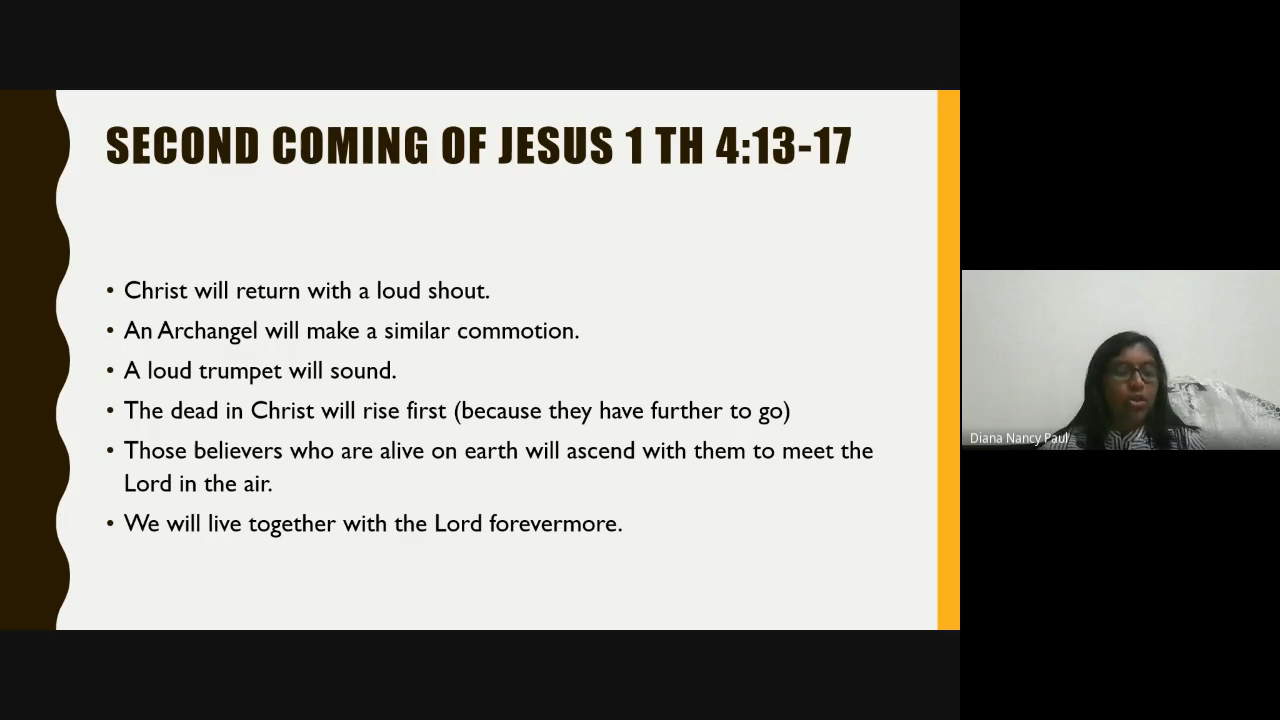 SECOND COMING OF JESUS 1 TH 4:13-17
• Christ will return with a loud shout.
• An Archangel will make a similar commotion.
• A loud trumpet will sound.
• The dead in Christ will rise first (because they have further to go)
• Those believers who are alive on earth will ascend with them to meet the
Lord in the air.
• We will live together with the Lord forevermore.
Diana Nancy Paul